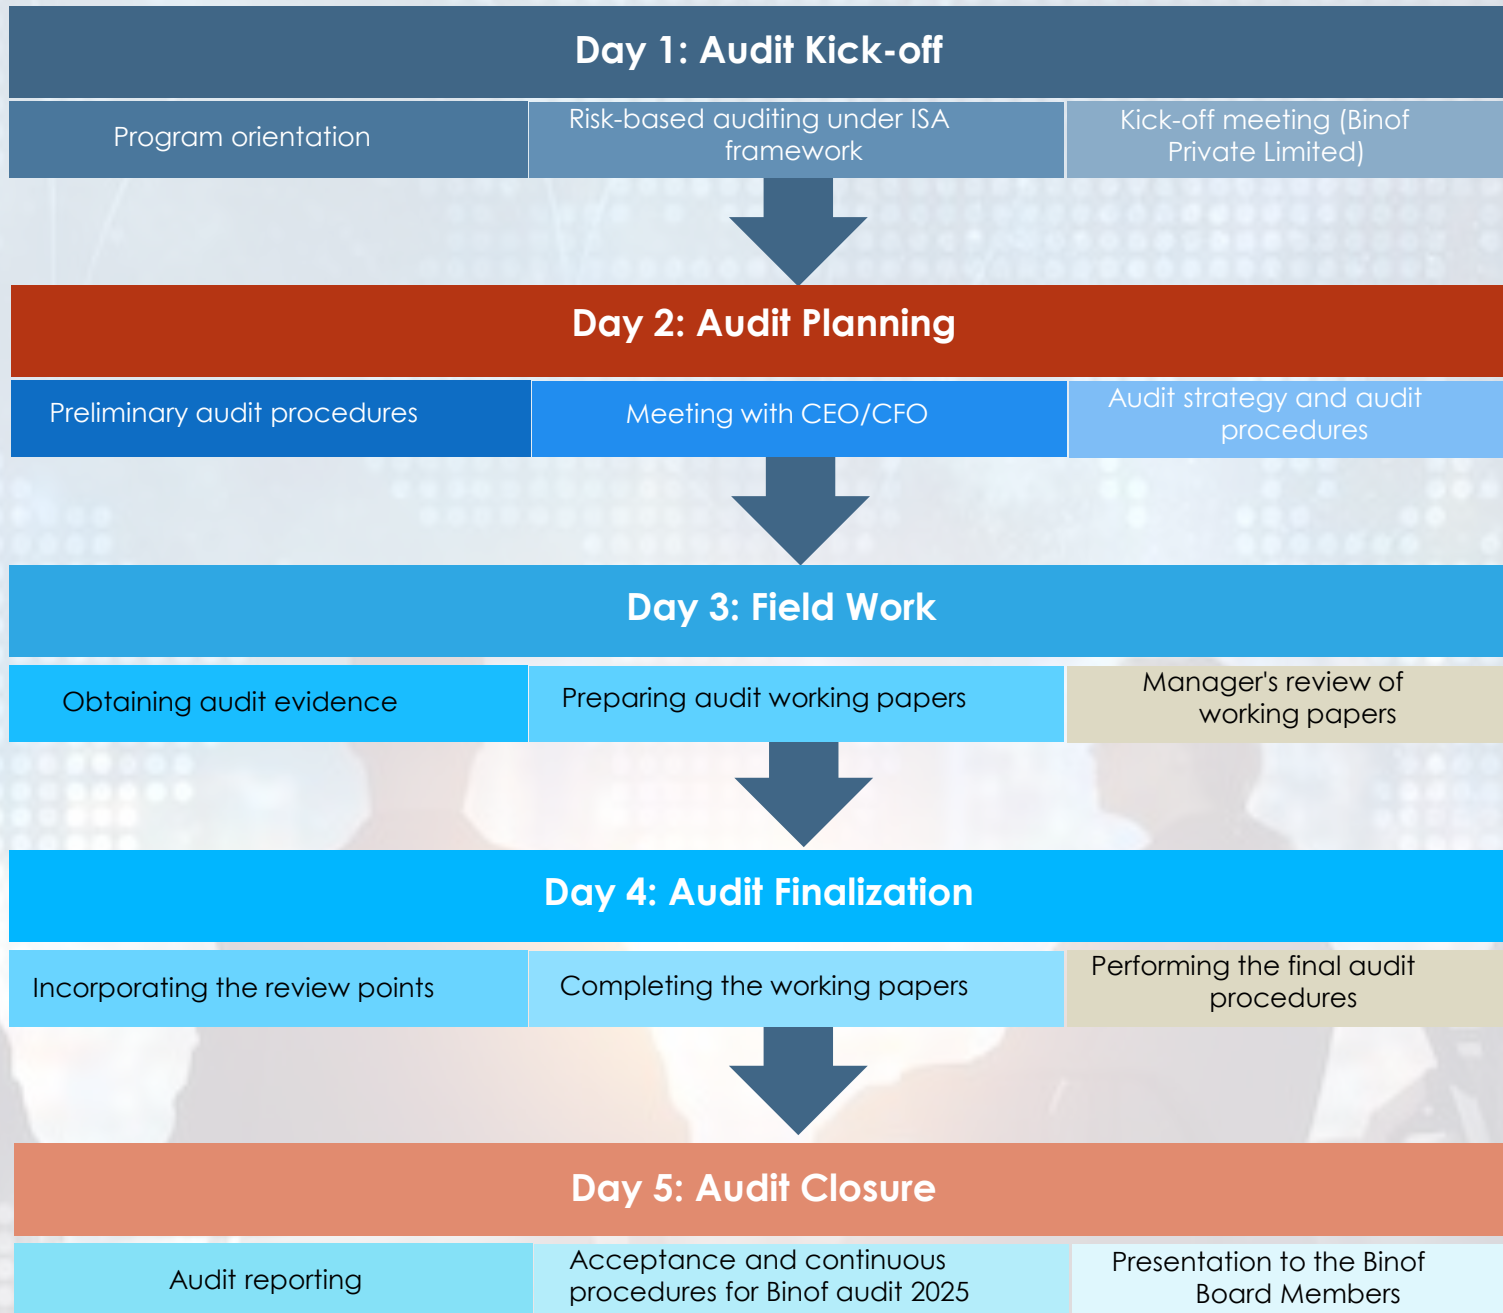 Day 1: Audit Kick-off
Program orientation
Risk-based auditing under ISA
framework
Kick-off meeting (Binof
Private Limited)
Day 2: Audit Planning
Preliminary audit procedures
Meeting with CEO/CFO
Audit strategy and audit
procedures
Day 3: Field Work
Obtaining audit evidence
Preparing audit working papers
Manager's review of
working papers
Day 4: Audit Finalization
Incorporating the review points
Completing the working papers
Performing the final audit
procedures
Day 5: Audit Closure
Audit reporting
Acceptance and continuous
procedures for Binof audit 2025
Presentation to the Binof
Board Members